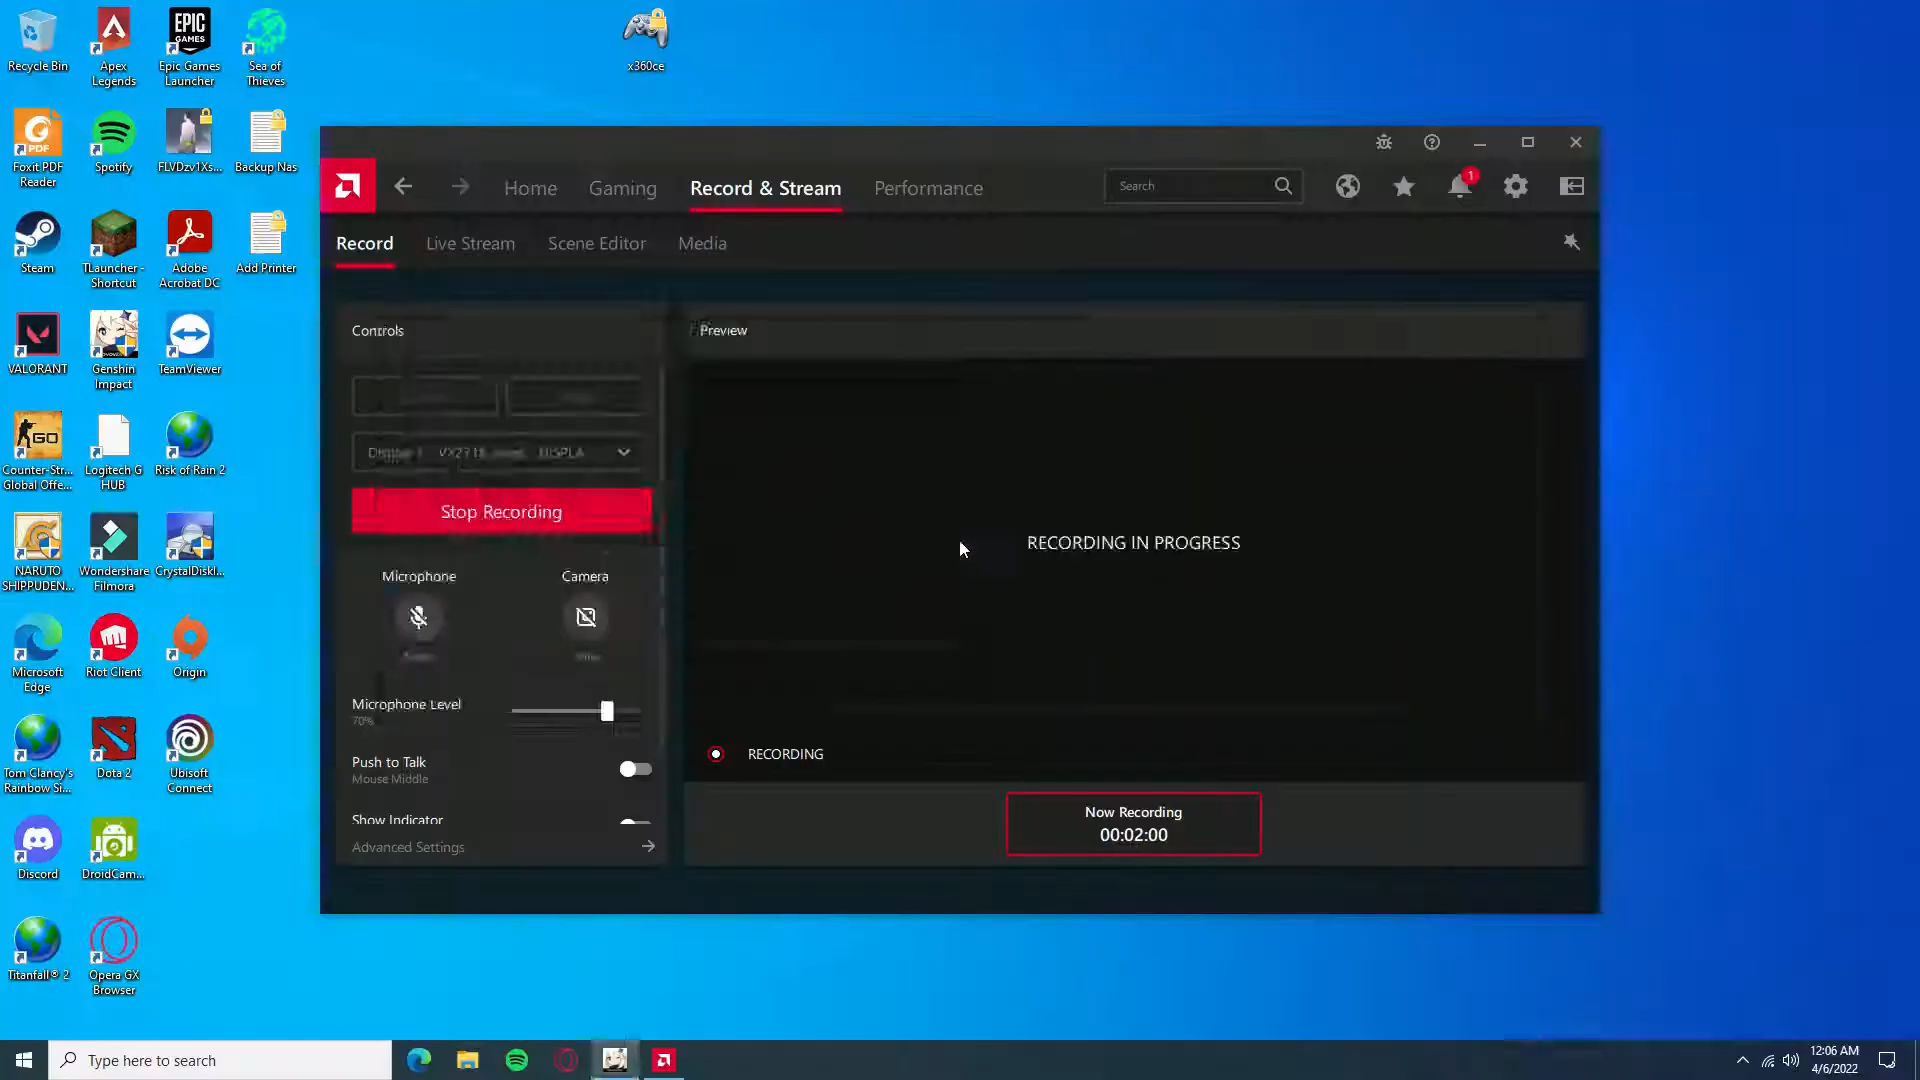 Recycle Bin
Apex
Legends
EPIC
GAMES
Epic Games
Launcher
Sea of
Thieves
x360ce
PDF
Foxit PDF
Reader
Spotify
FLVDzv1Xs...
Backup Nas
Steam
TLauncher -
Shortcut
Adobe
Acrobat DC
Add Printer
VALORANT
Genshin
Impact
TeamViewer
GO
Counter-Str...
Global Offe...
Logitech G
HUB
Risk of Rain 2
NARUTO
SHIPPUDEN...
Wondershare
Filmora
CrystalDiskI...
Microsoft
Edge
Riot Client
Origin
Tom Clancy's
Rainbow Si...
Dota 2
Ubisoft
Connect
Discord
DroidCam...
Titanfall® 2
Opera GX
Browser
Home
Gaming
Record & Stream
Performance
Search
1
Record
Live Stream
Scene Editor
Media
Controls
Preview
Stop Recording
Microphone
Camera
Microphone Level
70%
Push to Talk
Mouse Middle
Show Indicator
Advanced Settings
RECORDING IN PROGRESS
RECORDING
Now Recording
00:02:00
Type here to search
12:06 AM
4/6/2022